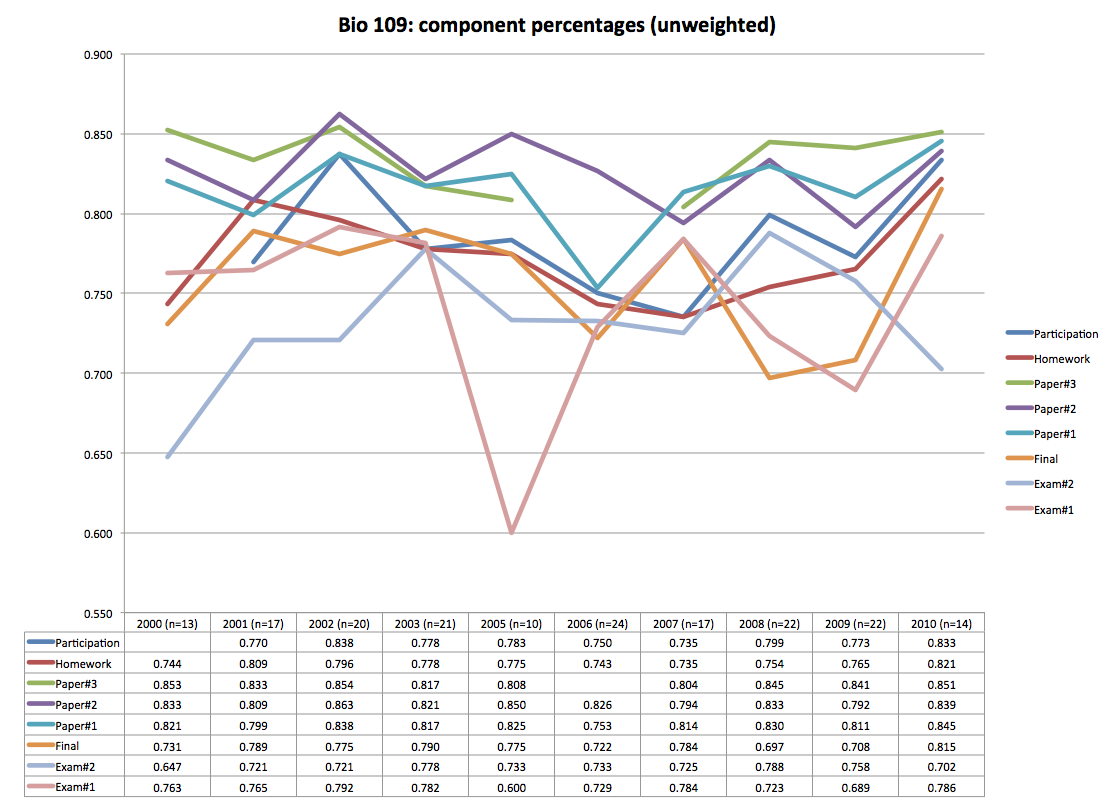 Bio 109: component percentages (unweighted)
0.900
0.850
0.800
0.750
0.700
0.650
0.600
0.550
Participation
Homework
Paper#3
Paper#2
Paper#1
Final
Exam#2
Exam#1
2000 (n=13) 2001 (n=17) 2002 (n=20) 2003 (n=21) 2005 (n=10) 2006 (n=24) 2007 (n=17) 2008 (n=22) 2009 (n=22) 2010 (n=14)
Participation 0.770 0.838 0.778 0.783 0.750 0.735 0.799 0.773 0.833
Homework 0.744 0.809 0.796 0.778 0.775 0.743 0.735 0.754 0.765 0.821
Paper#3 0.853 0.833 0.854 0.817 0.808 0.804 0.845 0.841 0.851
Paper#2 0.833 0.809 0.863 0.821 0.850 0.826 0.794 0.833 0.792 0.839
Paper#1 0.821 0.799 0.838 0.817 0.825 0.753 0.814 0.830 0.811 0.845
Final 0.731 0.789 0.775 0.790 0.775 0.722 0.784 0.697 0.708 0.815
Exam#2 0.647 0.721 0.721 0.778 0.733 0.733 0.725 0.788 0.758 0.702
Exam#1 0.763 0.765 0.792 0.782 0.600 0.729 0.784 0.723 0.689 0.786